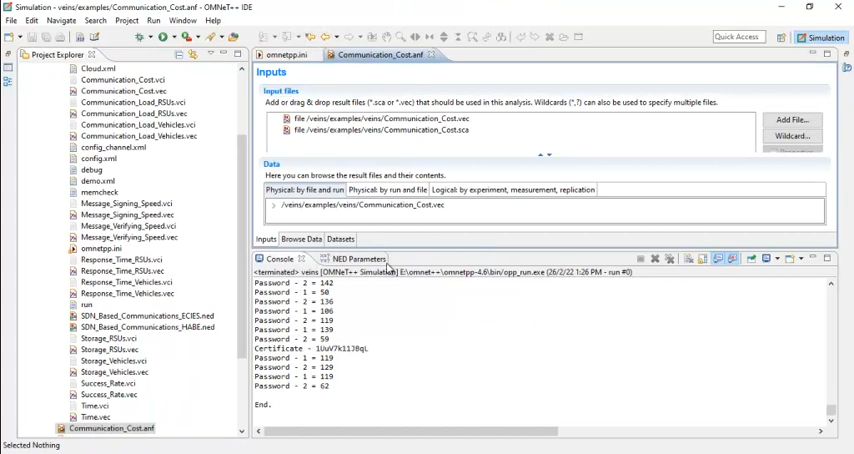 Simulation - veins/examples/Communication_Cost.anf - OMNeT++ IDE
File Edit Navigate Search Project Run Window Help
Quick Access
Simulation
Project Explorer
Cloud.xml
Communication_Cost.vci
Communication_Cost.vec
Communication_Load_RSUs.vci
Communication_Load_RSUs.vec
Communication_Load_Vehicles.vci
Communication_Load_Vehicles.vec
config_channel.xml
config.xml
debug
demo.xml
memcheck
Message_Signing_Speed.vci
Message_Signing_Speed.vec
Message_Verifying_Speed.vci
Message_Verifying_Speed.vec
omnetpp.ini
Response_Time_RSUs.vci
Response_Time_RSUs.vec
Response_Time_Vehicles.vci
Response_Time_Vehicles.vec
run
SDN_Based_Communications_ECIES.ned
SDN_Based_Communications_HABE.ned
Storage_RSUs.vci
Storage_RSUs.vec
Storage_Vehicles.vci
Storage_Vehicles.vec
Success_Rate.vci
Success_Rate.vec
Time.vci
Time.vec
Communication_Cost.anf
Selected Nothing
omnetpp.ini
Communication_Cost.anf
Inputs
Input files
Add or drag & drop result files (*.sca or *.vec) that should be used in this analysis. Wildcards (*,?) can also be used to specify multiple files.
file /veins/examples/veins/Communication_Cost.vec
file /veins/examples/veins/Communication_Cost.sca
Add File...
Wildcard...
Data
Here you can browse the result files and their contents.
Physical: by file and run Physical: by run and file Logical: by experiment, measurement, replication
/veins/examples/veins/Communication_Cost.vec
Inputs Browse Data Datasets
Console
NED Parameters
<terminated> veins [OMNeT++ Simulation] E:\omnet++\omnetpp-4.6\bin/opp_run.exe (26/2/22 1:26 PM - run #0)
Password - 2 = 142
Password - 1 = 50
Password - 2 = 136
Password - 1 = 106
Password - 2 = 119
Password - 1 = 139
Password - 2 = 59
Certificate - 1UuV7k11J8qL
Password - 1 = 119
Password - 2 = 129
Password - 1 = 119
Password - 2 = 62
End.